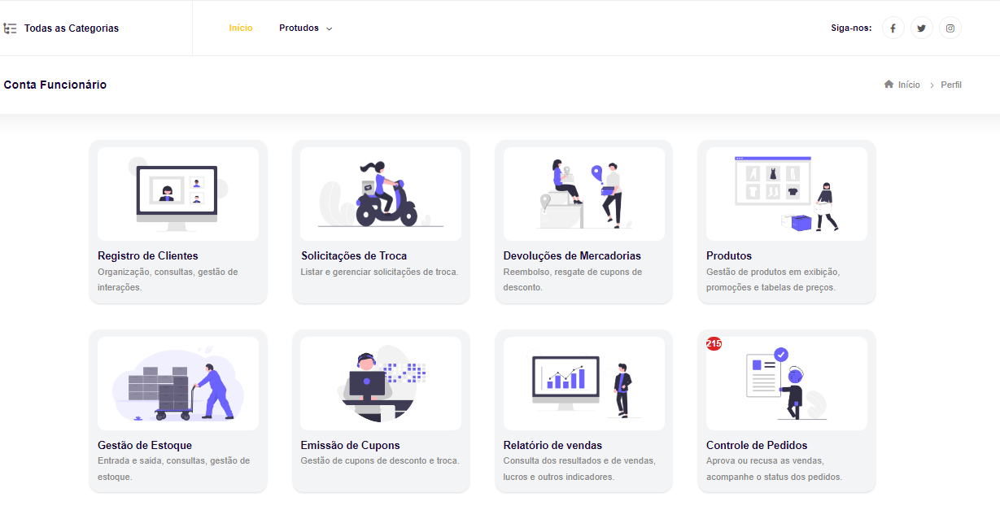 Todas as Categorias
Início
Protudos
Siga-nos:
Conta Funcionário
Início
Perfil
Registro de Clientes
Organização, consultas, gestão de
interações.
Solicitações de Troca
Listar e gerenciar solicitações de troca.
Devoluções de Mercadorias
Reembolso, resgate de cupons de
desconto.
Produtos
Gestão de produtos em exibição,
promoções e tabelas de preços.
Gestão de Estoque
Entrada e saida, consultas, gestão de
estoque.
Emissão de Cupons
Gestão de cupons de desconto e troca.
Relatório de vendas
Consulta dos resultados e de vendas,
lucros e outros indicadores.
215
Controle de Pedidos
Aprova ou recusa as vendas,
acompanhe o status dos pedidos.